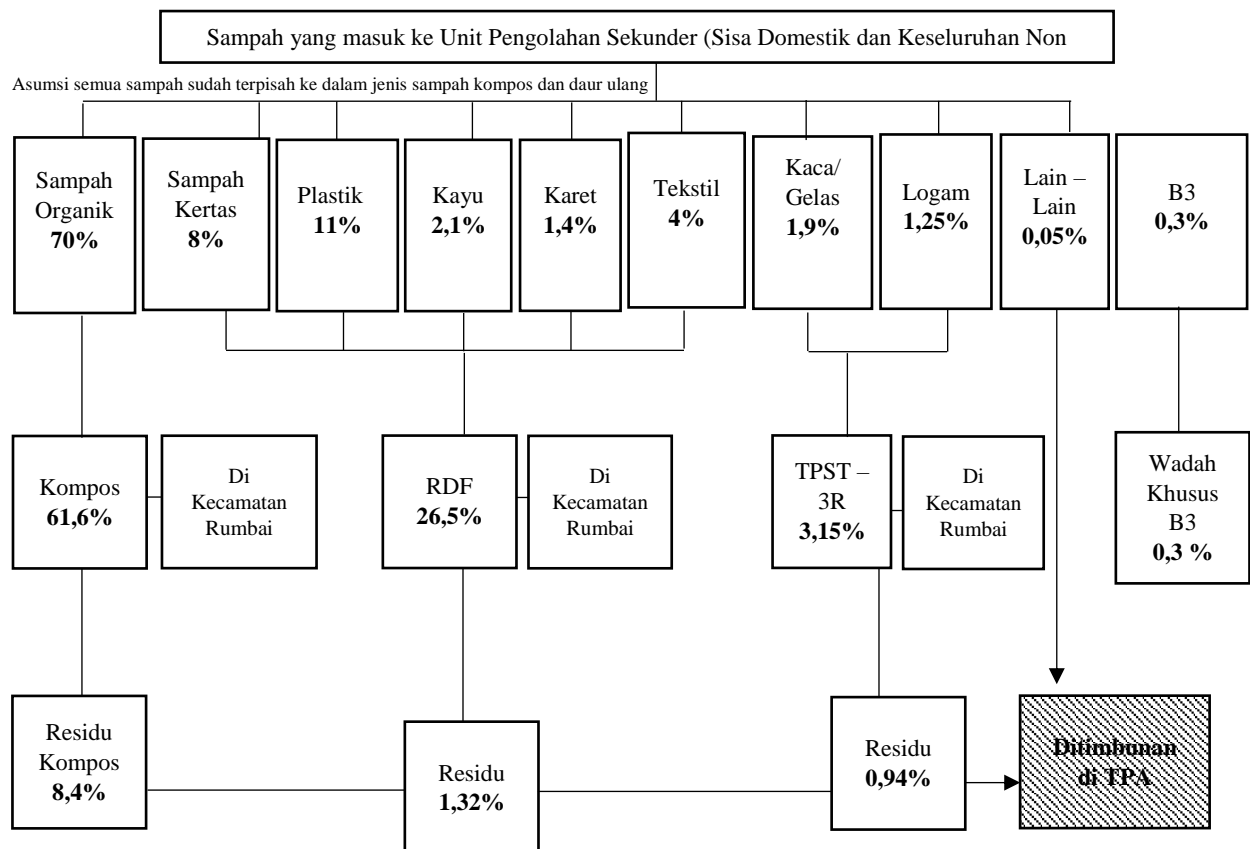 Sampah yang masuk ke Unit Pengolahan Sekunder (Sisa Domestik dan Keseluruhan Non
Asumsi semua sampah sudah terpisah ke dalam jenis sampah kompos dan daur ulang
Sampah
Organik
70%
Sampah
Kertas
8%
Plastik
11%
Kayu
2,1%
Karet
1,4%
Tekstil
4%
Kaca/
Gelas
1,9%
Logam
1,25%
Lain –
Lain
0,05%
B3
0,3%
Kompos
61,6%
Di
Kecamatan
Rumbai
RDF
26,5%
Di
Kecamatan
Rumbai
TPST –
3R
3,15%
Di
Kecamatan
Rumbai
Wadah
Khusus
B3
0,3 %
Residu
Kompos
8,4%
Residu
1,32%
Residu
0,94%
Ditimbunan
di TPA